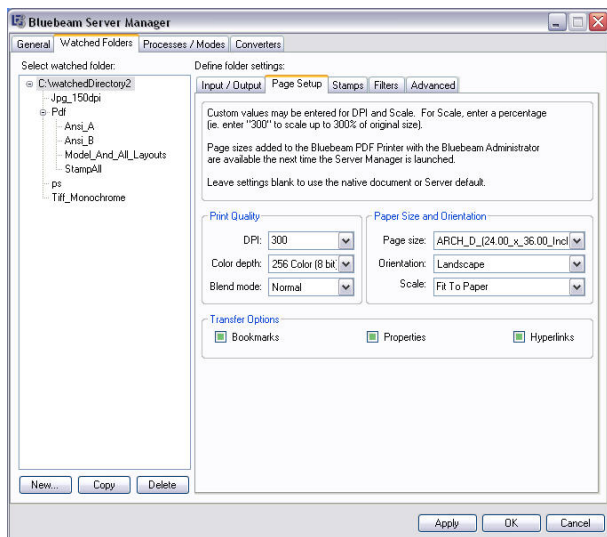 Bluebeam Server Manager
General Watched Folders Processes / Modes Converters
Select watched folder:
C:\watchedDirectory2
Jpg_150dpi
Pdf
Ansi_A
Ansi_B
Model_And_All_Layouts
StampAll
ps
Tiff_Monochrome
New... Copy Delete
Define folder settings:
Input / Output Page Setup Stamps Filters Advanced
Custom values may be entered for DPI and Scale. For Scale, enter a percentage
(ie. enter "300" to scale up to 300% of original size).
Page sizes added to the Bluebeam PDF Printer with the Bluebeam Administrator
are available the next time the Server Manager is launched.
Leave settings blank to use the native document or Server default.
Print Quality
DPI: 300
Color depth: 256 Color (8 bit
Blend mode: Normal
Paper Size and Orientation
Page size: ARCH_D_(24.00_x_36.00_Incl
Orientation: Landscape
Scale: Fit To Paper
Transfer Options
Bookmarks Properties Hyperlinks
Apply OK Cancel